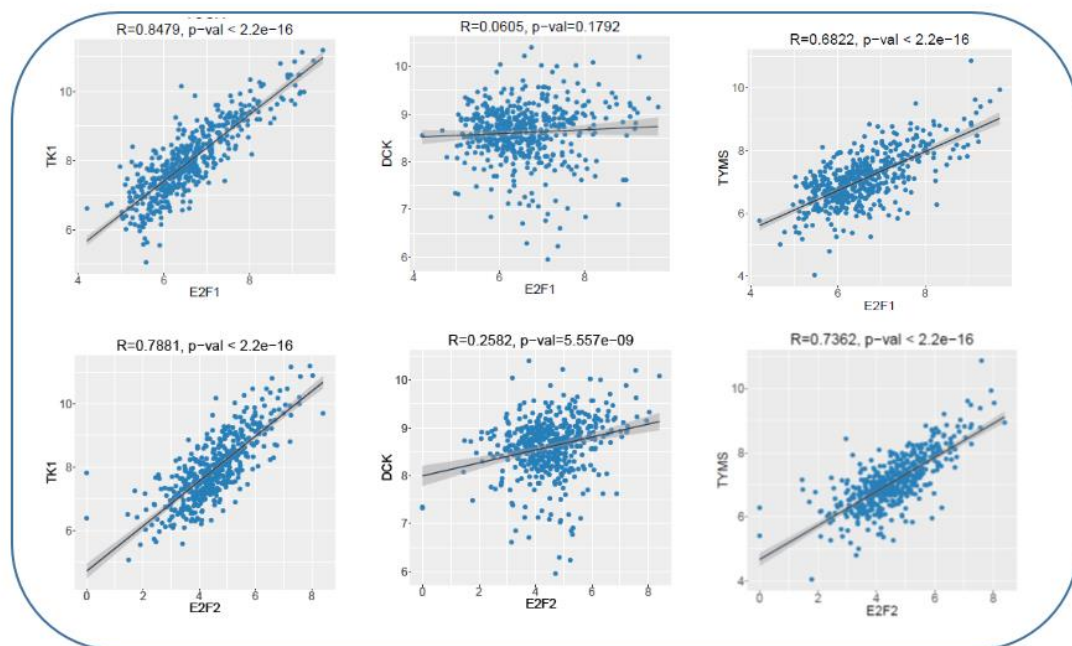 R=0.8479, p-val < 2.2e-16
10
8
6
TK1
4
6
8
E2F1
R=0.0605, p-val=0.1792
10
9
8
7
6
DCK
4
6
8
E2F1
R=0.6822, p-val < 2.2e-16
10
8
6
4
TYMS
4
6
8
E2F1
R=0.7881, p-val < 2.2e-16
10
8
6
TK1
0
2
4
6
8
E2F2
R=0.2582, p-val=5.557e-09
10
9
8
7
6
DCK
0
2
4
6
8
E2F2
R=0.7362, p-val < 2.2e-16
10
8
6
4
TYMS
0
2
4
6
8
E2F2